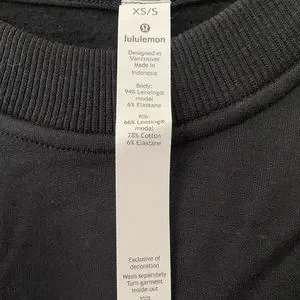 XS/S
lululemon
Designed in
Vancouver
Made in
Indonesia
Body:
94% Lenzing®
modal
6% Elastane
Rib:
66% Lenzing®
modal
28% Cotton
6% Elastane
Exclusive of
decoration
Wash separately
Turn garment
inside out